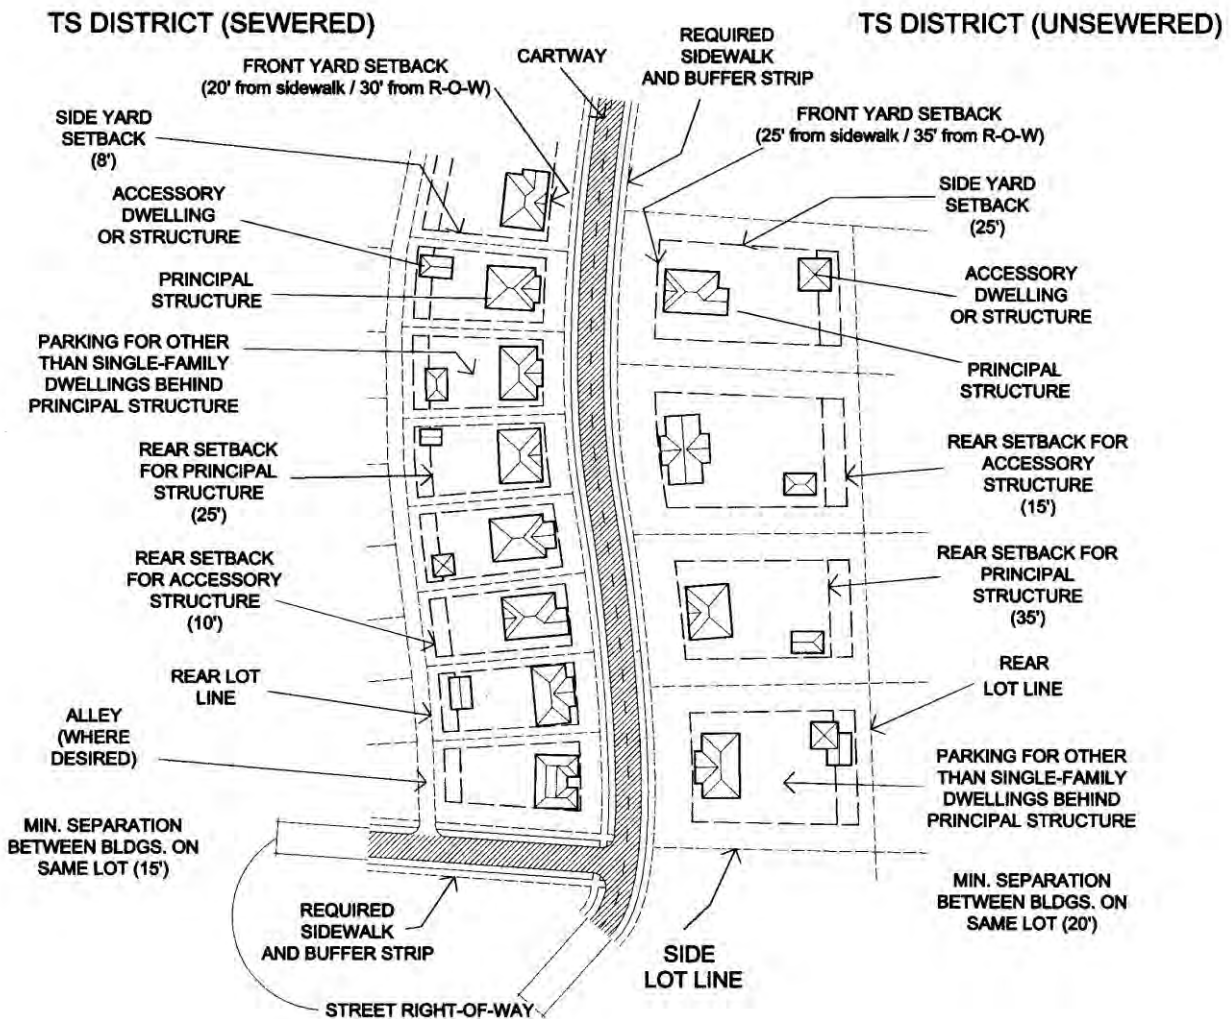 TS DISTRICT (SEWERED)
TS DISTRICT (UNSEWERED)
CARTWAY
REQUIRED
SIDEWALK
AND BUFFER STRIP
FRONT YARD SETBACK
(20' from sidewalk / 30' from R-O-W)
SIDE YARD
SETBACK
(8')
ACCESSORY
DWELLING
OR STRUCTURE
PRINCIPAL
STRUCTURE
PARKING FOR OTHER
THAN SINGLE-FAMILY
DWELLINGS BEHIND
PRINCIPAL STRUCTURE
REAR SETBACK
FOR PRINCIPAL
STRUCTURE
(25')
REAR SETBACK
FOR ACCESSORY
STRUCTURE
(10')
REAR LOT
LINE
ALLEY
(WHERE
DESIRED)
MIN. SEPARATION
BETWEEN BLDGS. ON
SAME LOT (15')
REQUIRED
SIDEWALK
AND BUFFER STRIP
STREET RIGHT-OF-WAY
FRONT YARD SETBACK
(25' from sidewalk / 35' from R-O-W)
SIDE YARD
SETBACK
(25')
ACCESSORY
DWELLING
OR STRUCTURE
PRINCIPAL
STRUCTURE
REAR SETBACK FOR
ACCESSORY
STRUCTURE
(15')
REAR SETBACK FOR
PRINCIPAL
STRUCTURE
(35')
REAR
LOT LINE
PARKING FOR OTHER
THAN SINGLE-FAMILY
DWELLINGS BEHIND
PRINCIPAL STRUCTURE
MIN. SEPARATION
BETWEEN BLDGS. ON
SAME LOT (20')
SIDE
LOT LINE